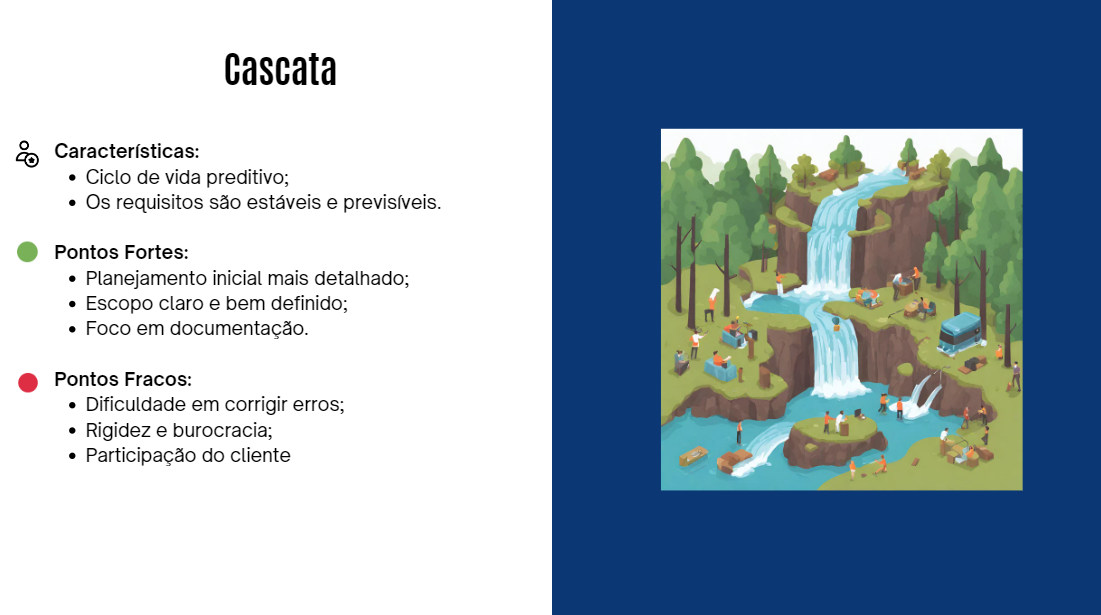 Cascata
Características:
• Ciclo de vida preditivo;
• Os requisitos são estáveis e previsíveis.
Pontos Fortes:
• Planejamento inicial mais detalhado;
• Escopo claro e bem definido;
• Foco em documentação.
Pontos Fracos:
• Dificuldade em corrigir erros;
• Rigidez e burocracia;
• Participação do cliente